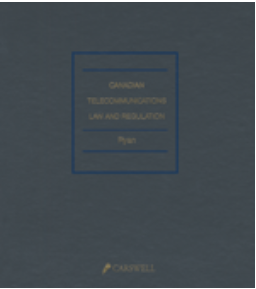 CANADIAN
TELECOMMUNICATIONS
LAW AND REGULATION
Ryan
CARSWELL